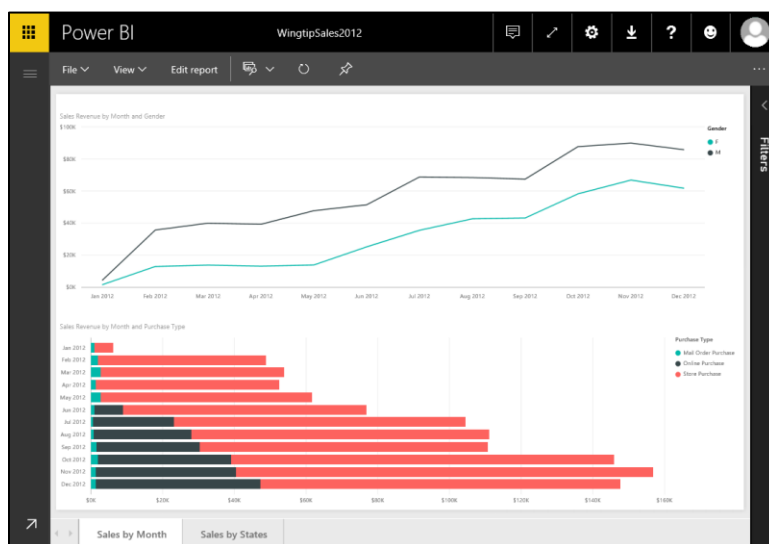 Power BI
WingtipSales2012
?
File View Edit report
...
Filters
Sales Revenue by Month and Gender
$100K
$80K
$60K
$40K
$20K
$0K
Jan 2012 Feb 2012 Mar 2012 Apr 2012 May 2012 Jun 2012 Jul 2012 Aug 2012 Sep 2012 Oct 2012 Nov 2012 Dec 2012
Gender
F
M
Sales Revenue by Month and Purchase Type
Jan 2012
Feb 2012
Mar 2012
Apr 2012
May 2012
Jun 2012
Jul 2012
Aug 2012
Sep 2012
Oct 2012
Nov 2012
Dec 2012
$0K $20K $40K $60K $80K $100K $120K $140K $160K
Purchase Type
Mail Order Purchase
Online Purchase
Store Purchase
Sales by Month Sales by States